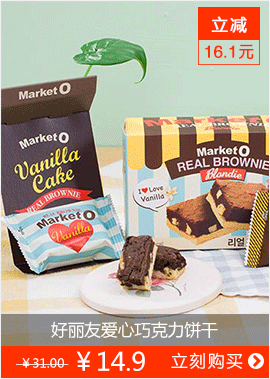 立减
16.1元
Market O
Vanilla
Cake
REAL BROWNIE
Market O
Vanilla
Market O
REAL BROWNIE
Blondie
I ♥ Love
Vanilla
리얼
好丽友爱心巧克力饼干
¥31.00 ¥14.9 立刻购买